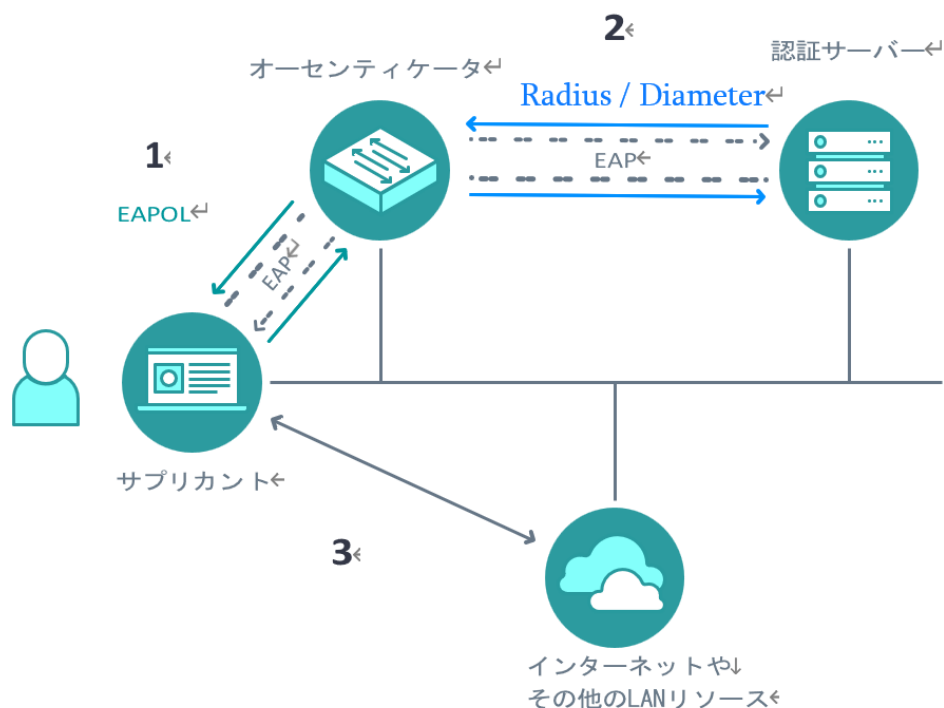 2
認証サーバー
オーセンティケータ
Radius / Diameter
1
EAP
EAPOL
EAP
サプリカント
3
インターネットや
その他のLANリソース